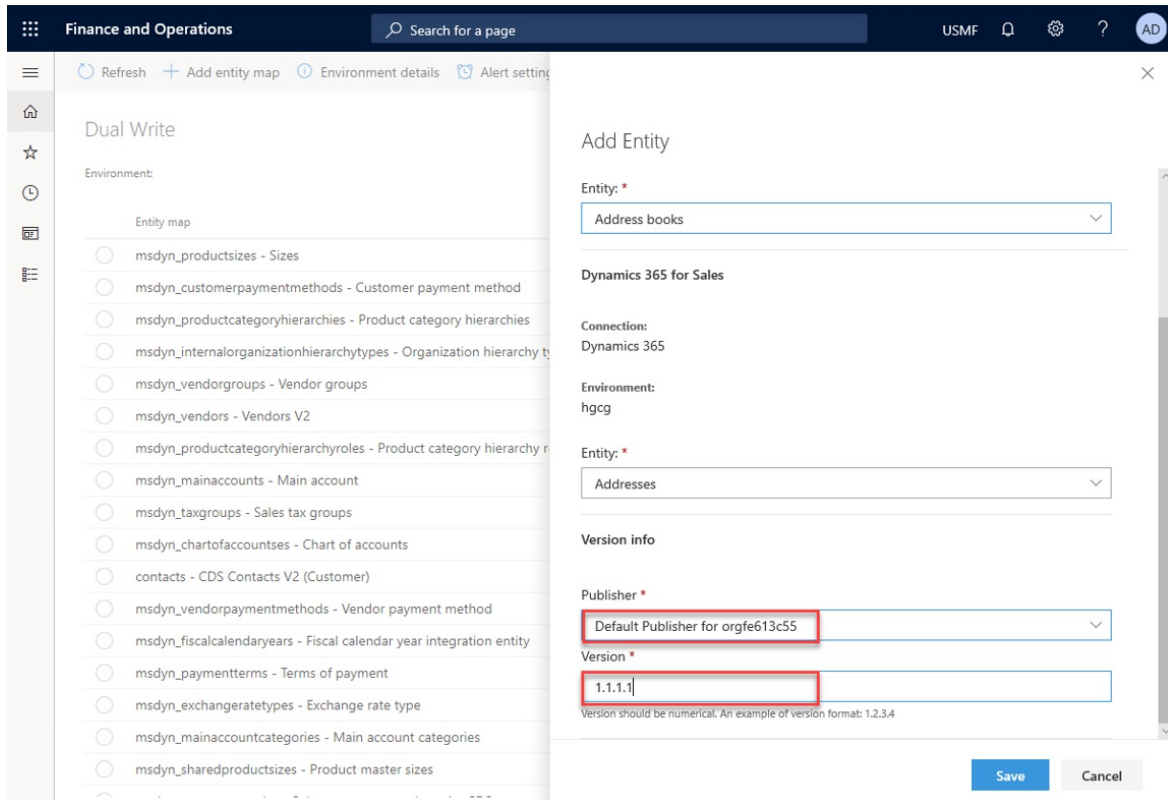 Finance and Operations
Search for a page
USMF
?
AD
Refresh
Add entity map
Environment details
Alert setting
Dual Write
Environment:
Entity map
msdyn_productsizes - Sizes
msdyn_customerpaymentmethods - Customer payment method
msdyn_productcategoryhierarchies - Product category hierarchies
msdyn_internalorganizationhierarchytypes - Organization hierarchy ty
msdyn_vendorgroups - Vendor groups
msdyn_vendors - Vendors V2
msdyn_productcategoryhierarchyroles - Product category hierarchy r
msdyn_mainaccounts - Main account
msdyn_taxgroups - Sales tax groups
msdyn_chartofaccountses - Chart of accounts
contacts - CDS Contacts V2 (Customer)
msdyn_vendorpaymentmethods - Vendor payment method
msdyn_fiscalcalendaryears - Fiscal calendar year integration entity
msdyn_paymentterms - Terms of payment
msdyn_exchangeratetypes - Exchange rate type
msdyn_mainaccountcategories - Main account categories
msdyn_sharedproductsizes - Product master sizes
Add Entity
Entity: *
Address books
Dynamics 365 for Sales
Connection:
Dynamics 365
Environment:
hgcg
Entity: *
Addresses
Version info
Publisher *
Default Publisher for orgfe613c55
Version *
1.1.1.1
Version should be numerical. An example of version format: 1.2.3.4
Save
Cancel